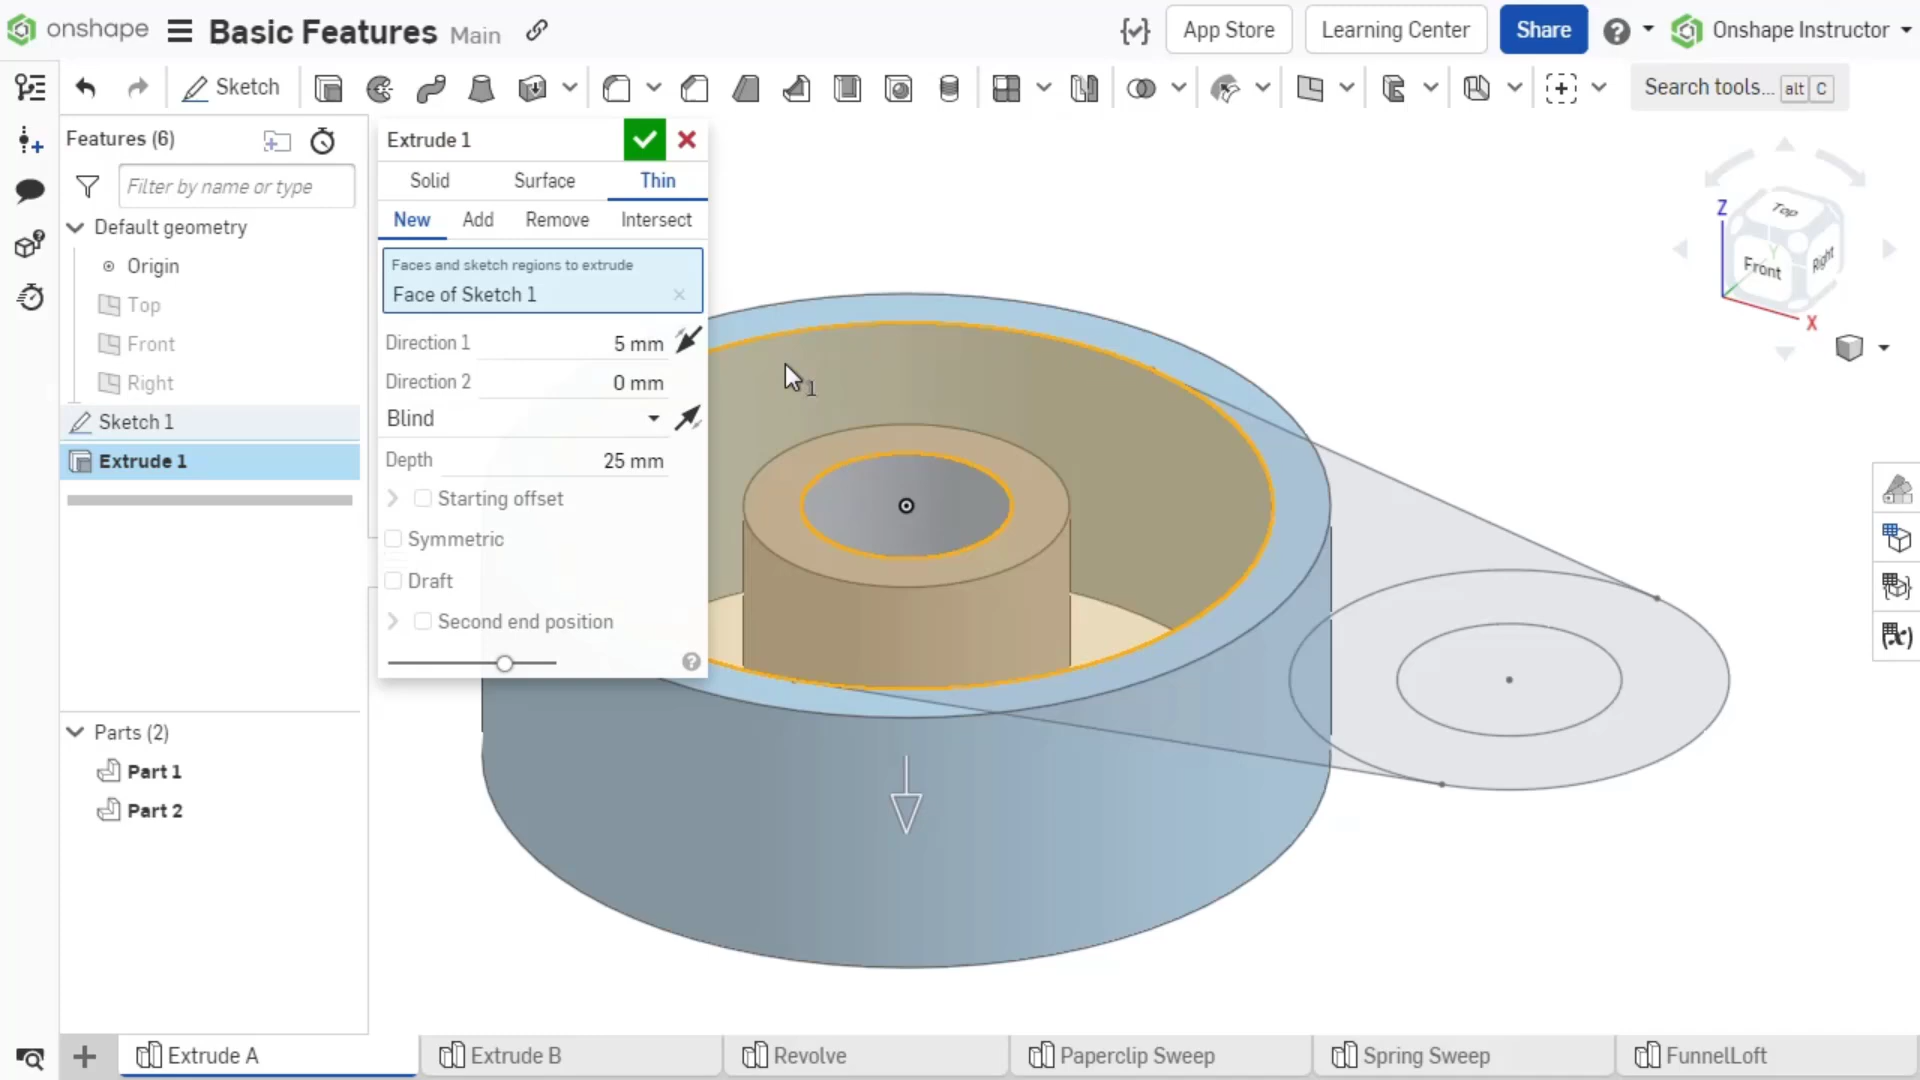 onshape
Basic Features Main
App Store
Learning Center
Share
Onshape Instructor
Sketch
Search tools... alt C
Features (6)
Filter by name or type
Default geometry
Origin
Top
Front
Right
Sketch 1
Extrude 1
Parts (2)
Part 1
Part 2
Extrude 1
Solid Surface Thin
New Add Remove Intersect
Faces and sketch regions to extrude
Face of Sketch 1
Direction 1 5 mm
Direction 2 0 mm
Blind
Depth 25 mm
Starting offset
Symmetric
Draft
Second end position
1
Z
Top
Y
Front
Right
X
Extrude A
Extrude B
Revolve
Paperclip Sweep
Spring Sweep
FunnelLoft